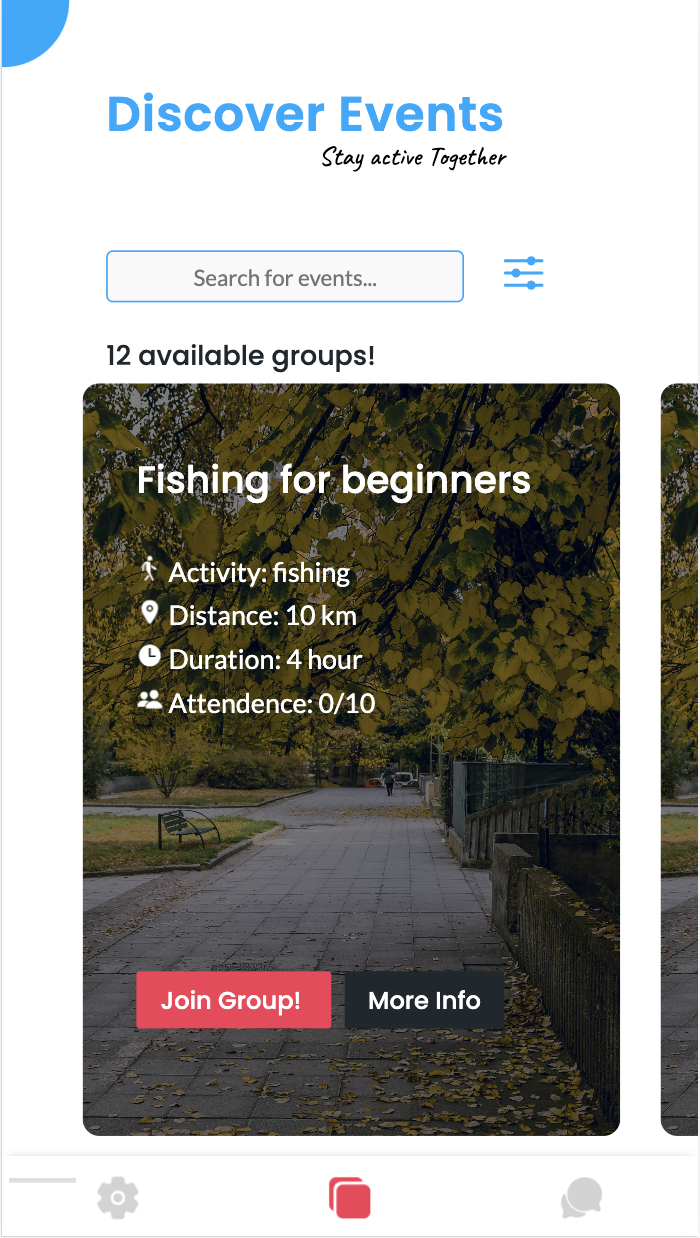 Discover Events
Stay active Together
Search for events...
12 available groups!
Fishing for beginners
Activity: fishing
Distance: 10 km
Duration: 4 hour
Attendence: 0/10
Join Group! More Info